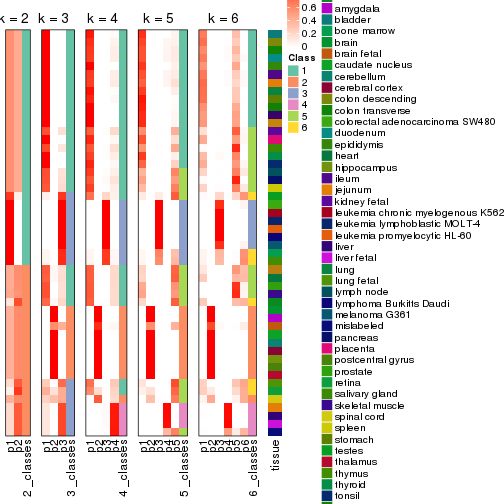 k = 2
k = 3
k = 4
k = 5
k = 6
0.6
0.4
0.2
0
Class
1
2
3
4
5
6
amygdala
bladder
bone marrow
brain
brain fetal
caudate nucleus
cerebellum
cerebral cortex
colon descending
colon transverse
colorectal adenocarcinoma SW480
duodenum
epididymis
heart
hippocampus
ileum
jejunum
kidney fetal
leukemia chronic myelogenous K562
leukemia lymphoblastic MOLT-4
leukemia promyelocytic HL-60
liver
liver fetal
lung
lung fetal
lymph node
lymphoma Burkitts Daudi
melanoma G361
mislabeled
pancreas
placenta
postcentral gyrus
prostate
retina
salivary gland
skeletal muscle
spinal cord
spleen
stomach
testes
thalamus
thymus
thyroid
tonsil
p1
p2
2_classes
p1
p2
p3
3_classes
p1
p2
p3
p4
4_classes
p1
p2
p3
p4
p5
5_classes
p1
p2
p3
p4
p5
p6
6_classes
tissue